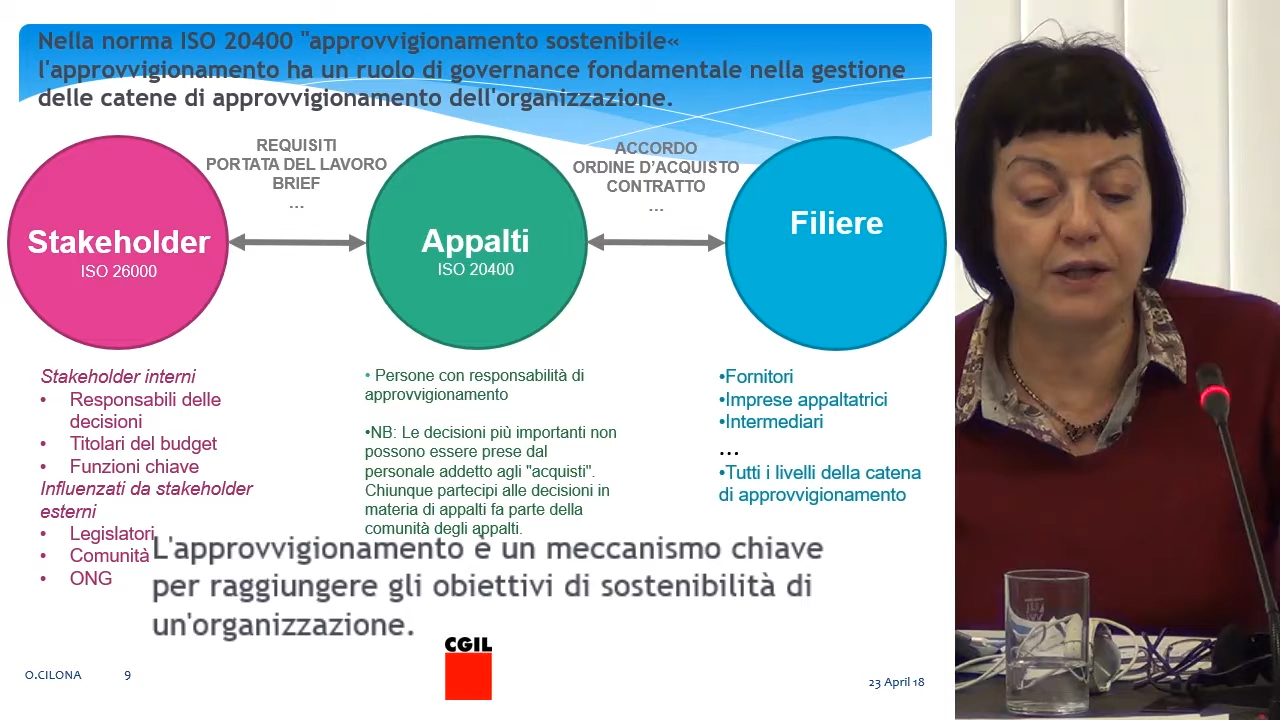 Nella norma ISO 20400 "approvvigionamento sostenibile«
l'approvvigionamento ha un ruolo di governance fondamentale nella gestione
delle catene di approvvigionamento dell'organizzazione.
Stakeholder
ISO 26000
REQUISITI
PORTATA DEL LAVORO
BRIEF
...
Appalti
ISO 20400
ACCORDO
ORDINE D'ACQUISTO
CONTRATTO
...
Filiere
Stakeholder interni
• Responsabili delle
decisioni
• Titolari del budget
• Funzioni chiave
Influenzati da stakeholder
esterni
• Legislatori
• Comunità
• ONG
• Persone con responsabilità di
approvvigionamento
•NB: Le decisioni più importanti non
possono essere prese dal
personale addetto agli "acquisti".
Chiunque partecipi alle decisioni in
materia di appalti fa parte della
comunità degli appalti.
•Fornitori
•Imprese appaltatrici
•Intermediari
...
•Tutti i livelli della catena
di approvvigionamento
L'approvvigionamento è un meccanismo chiave
per raggiungere gli obiettivi di sostenibilità di
un'organizzazione.
CGIL
O.CILONA
9
23 April 18